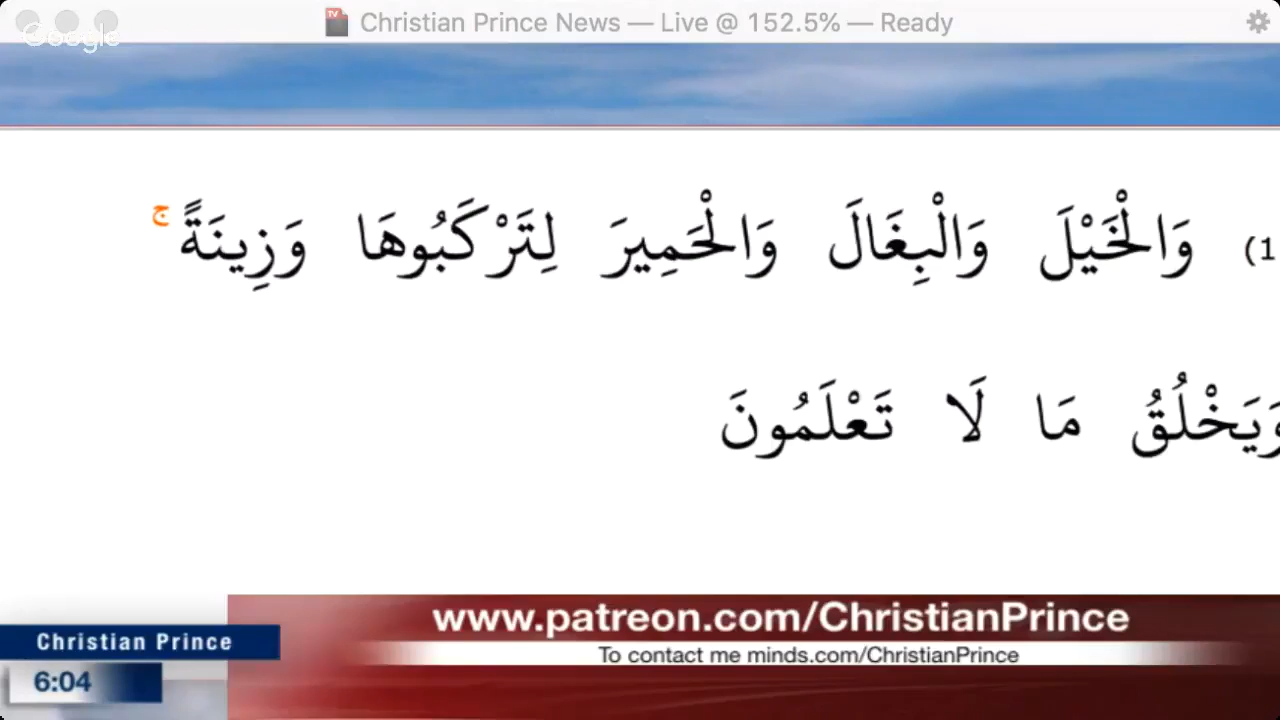 Google
Christian Prince News — Live @ 152.5% — Ready
(1 وَالْخَيْلَ وَالْبِغَالَ وَالْحَمِيرَ لِتَرْكَبُوهَا وَزِينَةً ۚ
وَيَخْلُقُ مَا لَا تَعْلَمُونَ
www.patreon.com/ChristianPrince
Christian Prince
To contact me minds.com/ChristianPrince
6:04